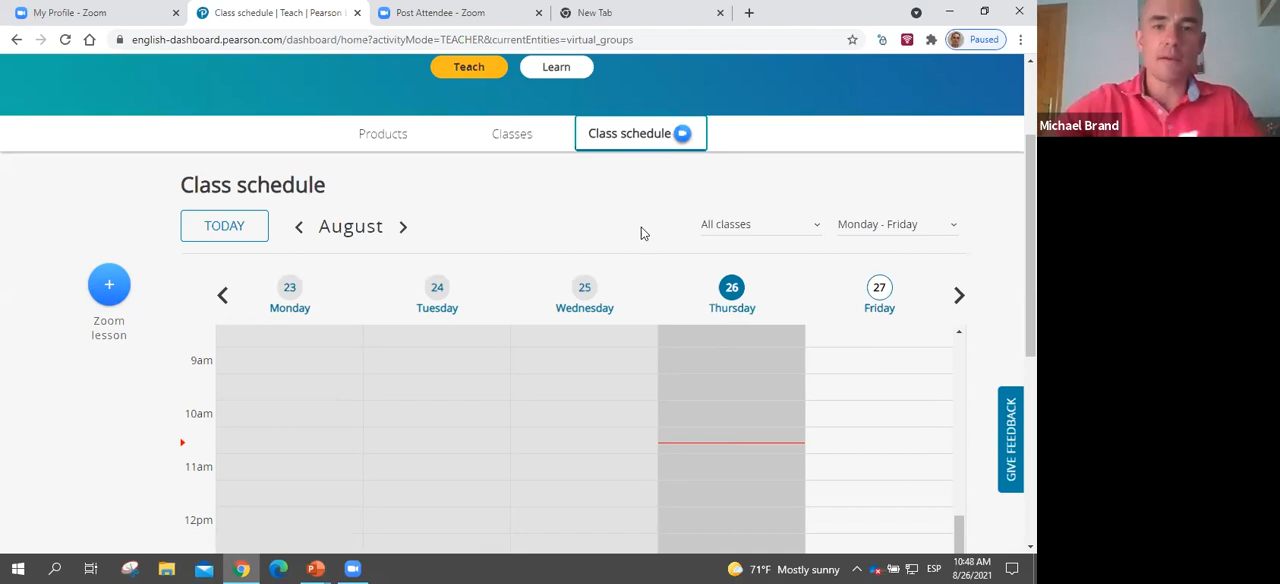 My Profile - Zoom
Class schedule | Teach | Pearson
Post Attendee - Zoom
New Tab
english-dashboard.pearson.com/dashboard/home?activityMode=TEACHER&currentEntities=virtual_groups
Paused
Teach
Learn
Michael Brand
Products
Classes
Class schedule
Class schedule
TODAY
August
All classes
Monday - Friday
23
24
25
26
27
Monday
Tuesday
Wednesday
Thursday
Friday
+
Zoom
lesson
9am
10am
11am
12pm
GIVE FEEDBACK
71°F Mostly sunny
ESP
10:48 AM
8/26/2021